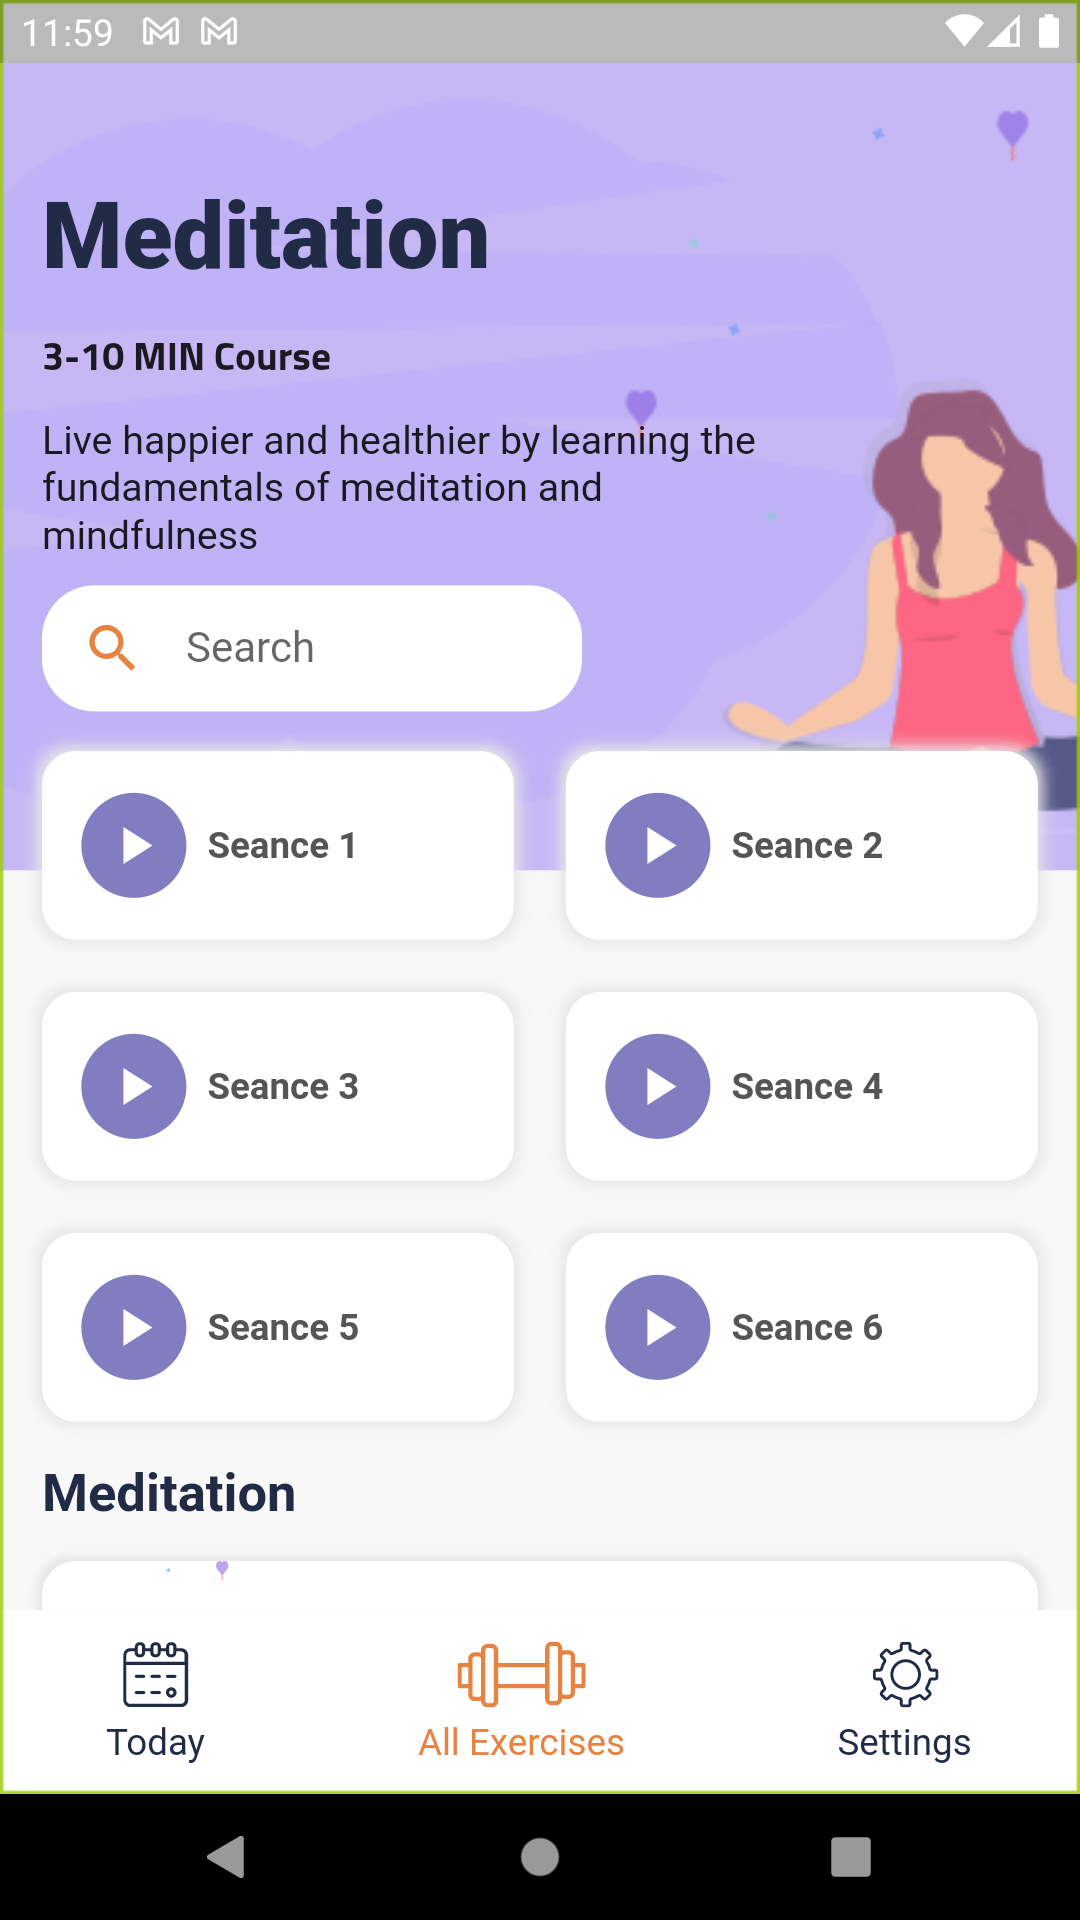 11:59
Meditation
3-10 MIN Course
Live happier and healthier by learning the
fundamentals of meditation and
mindfulness
Search
Seance 1
Seance 2
Seance 3
Seance 4
Seance 5
Seance 6
Meditation
Today
All Exercises
Settings